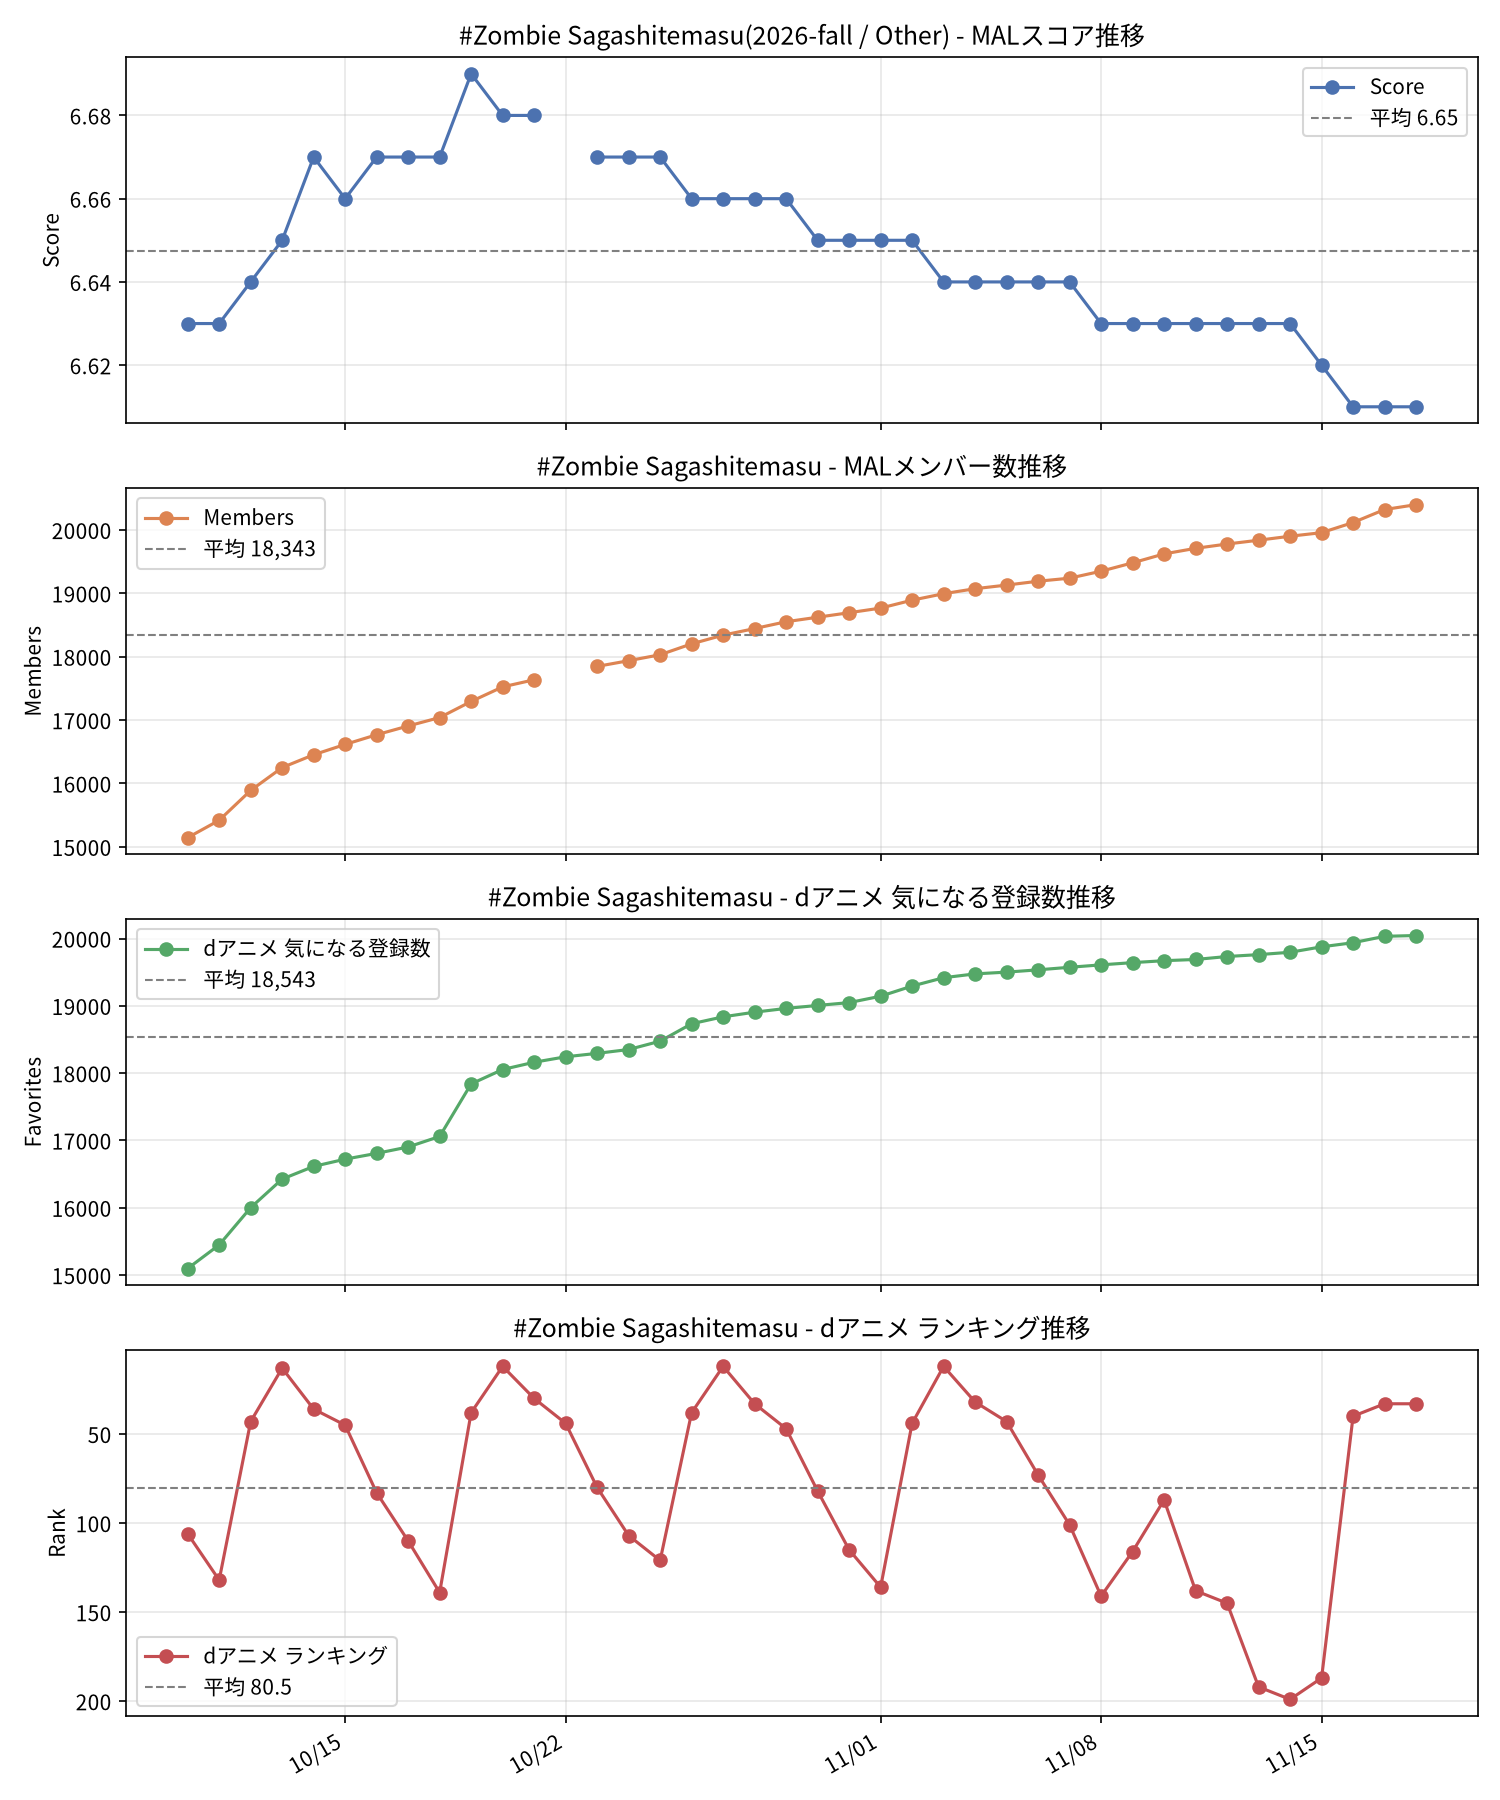 #Zombie Sagashitemasu(2026-fall / Other) - MALスコア推移
Score
6.68
6.66
6.64
6.62
Score
平均 6.65
#Zombie Sagashitemasu - MALメンバー数推移
Members
20000
19000
18000
17000
16000
15000
Members
平均 18,343
#Zombie Sagashitemasu - dアニメ 気になる登録数推移
Favorites
20000
19000
18000
17000
16000
15000
dアニメ 気になる登録数
平均 18,543
#Zombie Sagashitemasu - dアニメ ランキング推移
Rank
50
100
150
200
dアニメ ランキング
平均 80.5
10/15
10/22
11/01
11/08
11/15